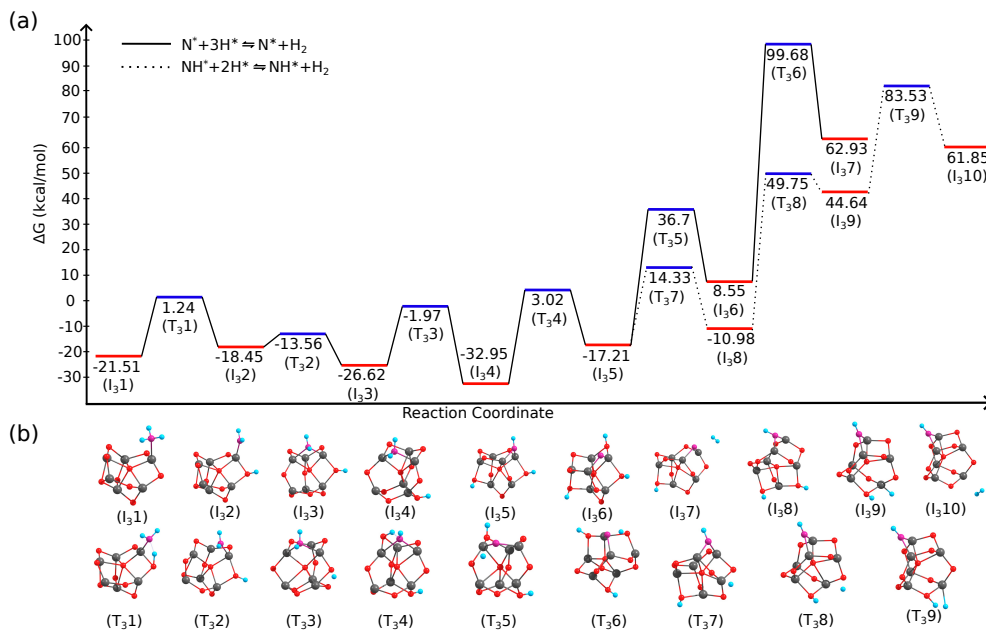 (a)
ΔG (kcal/mol)
100
90
80
70
60
50
40
30
20
10
0
-10
-20
-30
N*+3H*⇋N*+H₂
NH*+2H*⇋NH*+H₂
-21.51
(I₃1)
1.24
(T₃1)
-18.45
(I₃2)
-13.56
(T₃2)
-26.62
(I₃3)
-1.97
(T₃3)
-32.95
(I₃4)
3.02
(T₃4)
-17.21
(I₃5)
36.7
(T₃5)
14.33
(T₃7)
8.55
(I₃6)
-10.98
(I₃8)
99.68
(T₃6)
49.75
(T₃8)
62.93
(I₃7)
44.64
(I₃9)
83.53
(T₃9)
61.85
(I₃10)
Reaction Coordinate
(b)
(I₃1) (I₃2) (I₃3) (I₃4) (I₃5) (I₃6) (I₃7) (I₃8) (I₃9) (I₃10)
(T₃1) (T₃2) (T₃3) (T₃4) (T₃5) (T₃6) (T₃7) (T₃8) (T₃9)